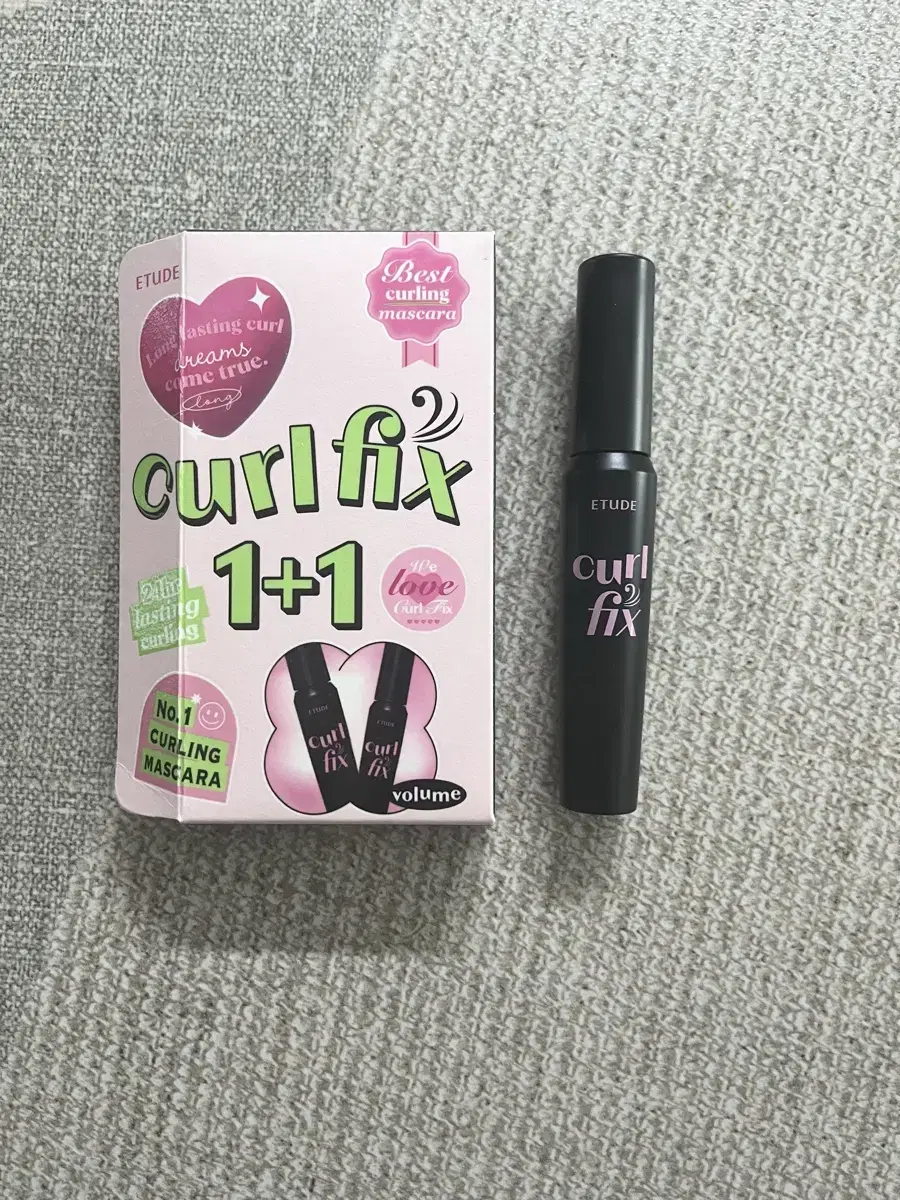 ETUDE
Best
curling
mascara
Long lasting curl
dreams
come true.
long
curl fix
1+1
24hr
lasting
curling
We
love
Curl Fix
No.1
CURLING
MASCARA
ETUDE
curl
fix
ETUDE
curl
fix
volume
ETUDE
curl
fix